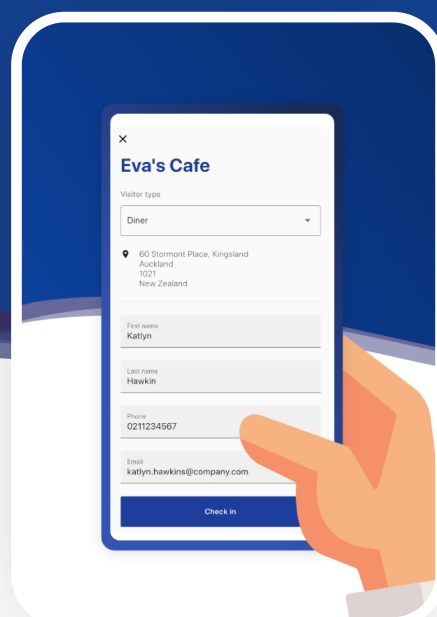 Eva's Cafe
Visitor type
Diner
60 Stormont Place, Kingsland
Auckland
1021
New Zealand
First name
Katlyn
Last name
Hawkin
Phone
0211234567
Email
katlyn.hawkins@company.com
Check in